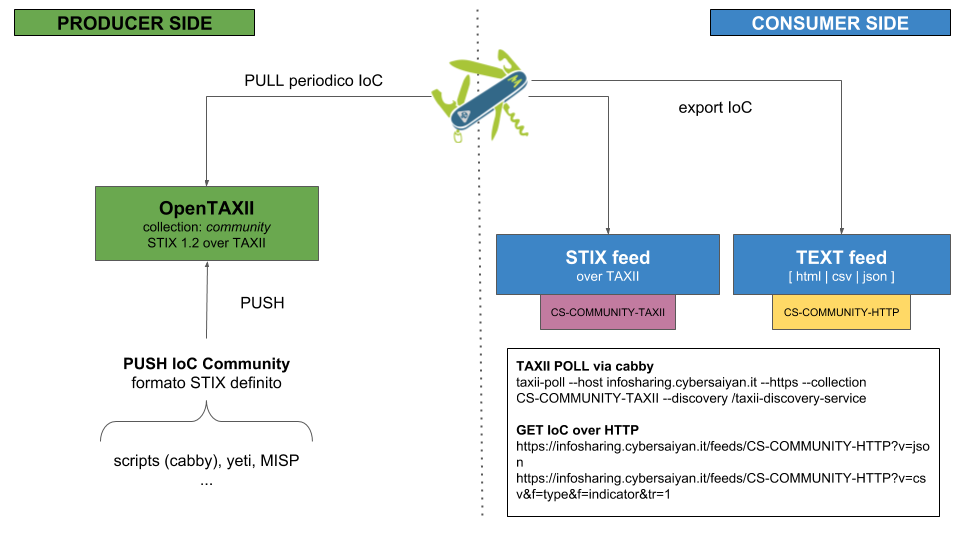 PRODUCER SIDE
CONSUMER SIDE
PULL periodico IoC
export IoC
OpenTAXII
collection: community
STIX 1.2 over TAXII
STIX feed
over TAXII
CS-COMMUNITY-TAXII
TEXT feed
[ html | csv | json ]
CS-COMMUNITY-HTTP
PUSH
PUSH IoC Community
formato STIX definito
scripts (cabby), yeti, MISP
...
TAXII POLL via cabby
taxii-poll --host infosharing.cybersaiyan.it --https --collection
CS-COMMUNITY-TAXII --discovery /taxii-discovery-service
GET IoC over HTTP
https://infosharing.cybersaiyan.it/feeds/CS-COMMUNITY-HTTP?v=jso
n
https://infosharing.cybersaiyan.it/feeds/CS-COMMUNITY-HTTP?v=cs
v&f=type&f=indicator&tr=1